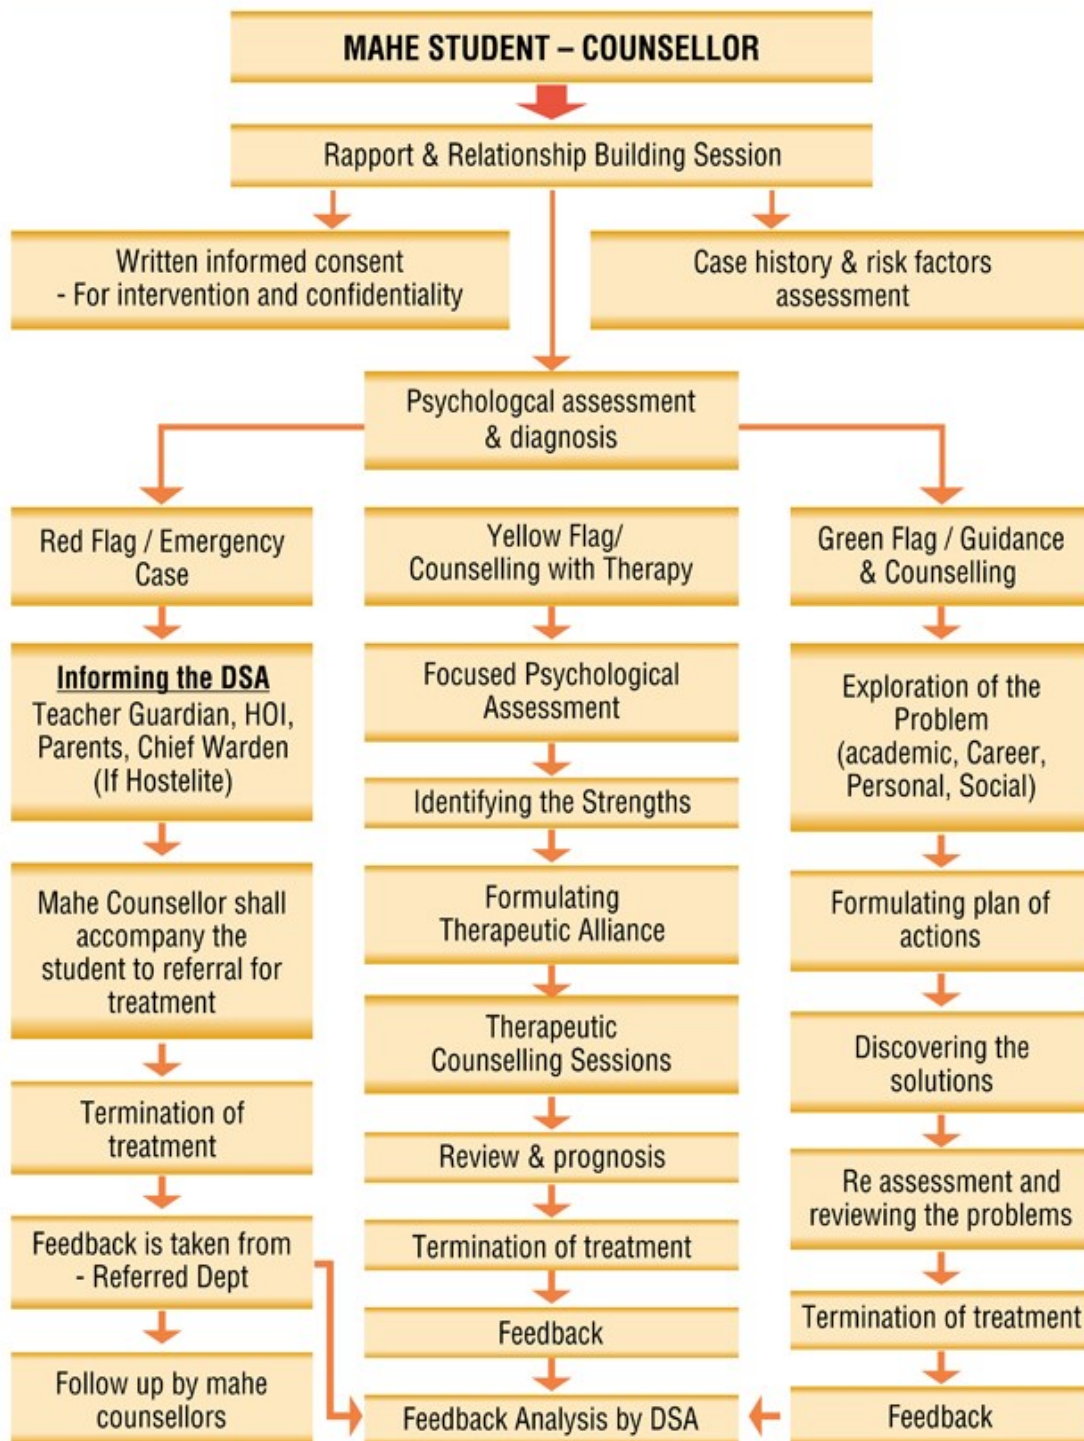 MAHE STUDENT – COUNSELLOR
Rapport & Relationship Building Session
Written informed consent
- For intervention and confidentiality
Case history & risk factors
assessment
Psychologcal assessment
& diagnosis
Red Flag / Emergency
Case
Informing the DSA
Teacher Guardian, HOI,
Parents, Chief Warden
(If Hostelite)
Mahe Counsellor shall
accompany the
student to referral for
treatment
Termination of
treatment
Feedback is taken from
- Referred Dept
Follow up by mahe
counsellors
Yellow Flag/
Counselling with Therapy
Focused Psychological
Assessment
Identifying the Strengths
Formulating
Therapeutic Alliance
Therapeutic
Counselling Sessions
Review & prognosis
Termination of treatment
Feedback
Feedback Analysis by DSA
Green Flag / Guidance
& Counselling
Exploration of the
Problem
(academic, Career,
Personal, Social)
Formulating plan of
actions
Discovering the
solutions
Re assessment and
reviewing the problems
Termination of treatment
Feedback